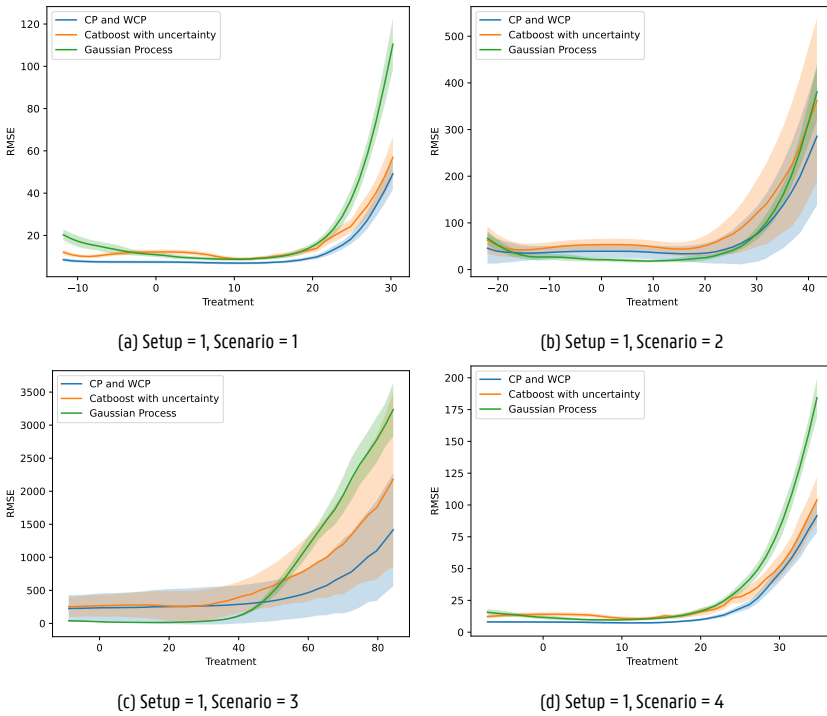 CP and WCP
Catboost with uncertainty
Gaussian Process
120
100
80
60
40
20
RMSE
−10 0 10 20 30
Treatment
(a) Setup = 1, Scenario = 1
CP and WCP
Catboost with uncertainty
Gaussian Process
500
400
300
200
100
0
RMSE
−20 −10 0 10 20 30 40
Treatment
(b) Setup = 1, Scenario = 2
CP and WCP
Catboost with uncertainty
Gaussian Process
3500
3000
2500
2000
1500
1000
500
0
RMSE
0 20 40 60 80
Treatment
(c) Setup = 1, Scenario = 3
CP and WCP
Catboost with uncertainty
Gaussian Process
200
175
150
125
100
75
50
25
0
RMSE
0 10 20 30
Treatment
(d) Setup = 1, Scenario = 4